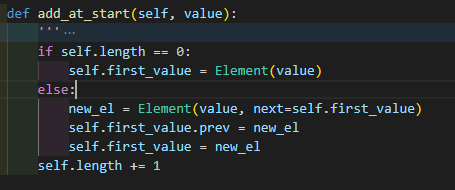 def add_at_start(self, value):
    '''…
    if self.length == 0:
        self.first_value = Element(value)
    else:
        new_el = Element(value, next=self.first_value)
        self.first_value.prev = new_el
        self.first_value = new_el
    self.length += 1